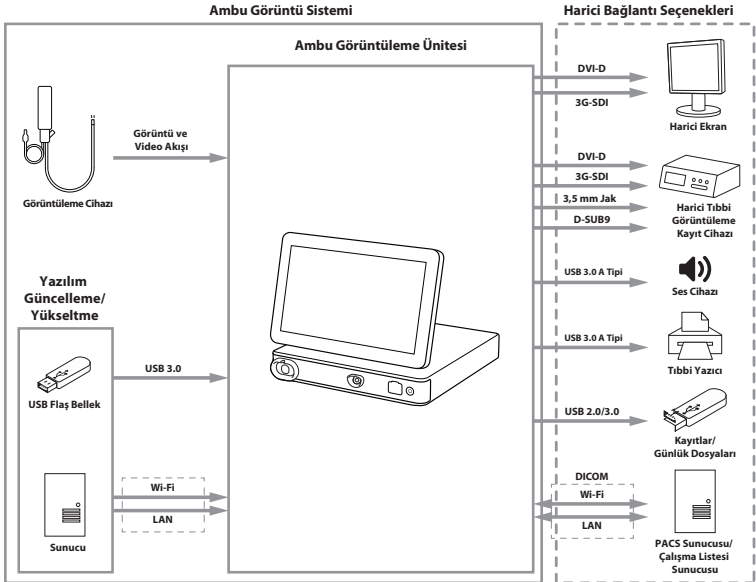 Ambu Görüntü Sistemi
Harici Bağlantı Seçenekleri
Ambu Görüntüleme Ünitesi
Görüntüleme Cihazı
Görüntü ve
Video Akışı
Yazılım
Güncelleme/
Yükseltme
USB Flaş Bellek
USB 3.0
Sunucu
Wi-Fi
LAN
DVI-D
3G-SDI
Harici Ekran
DVI-D
3G-SDI
3,5 mm Jak
D-SUB9
Harici Tıbbi
Görüntüleme
Kayıt Cihazı
USB 3.0 A Tipi
Ses Cihazı
USB 3.0 A Tipi
Tıbbi Yazıcı
USB 2.0/3.0
Kayıtlar/
Günlük Dosyaları
DICOM
Wi-Fi
LAN
PACS Sunucusu/
Çalışma Listesi
Sunucusu